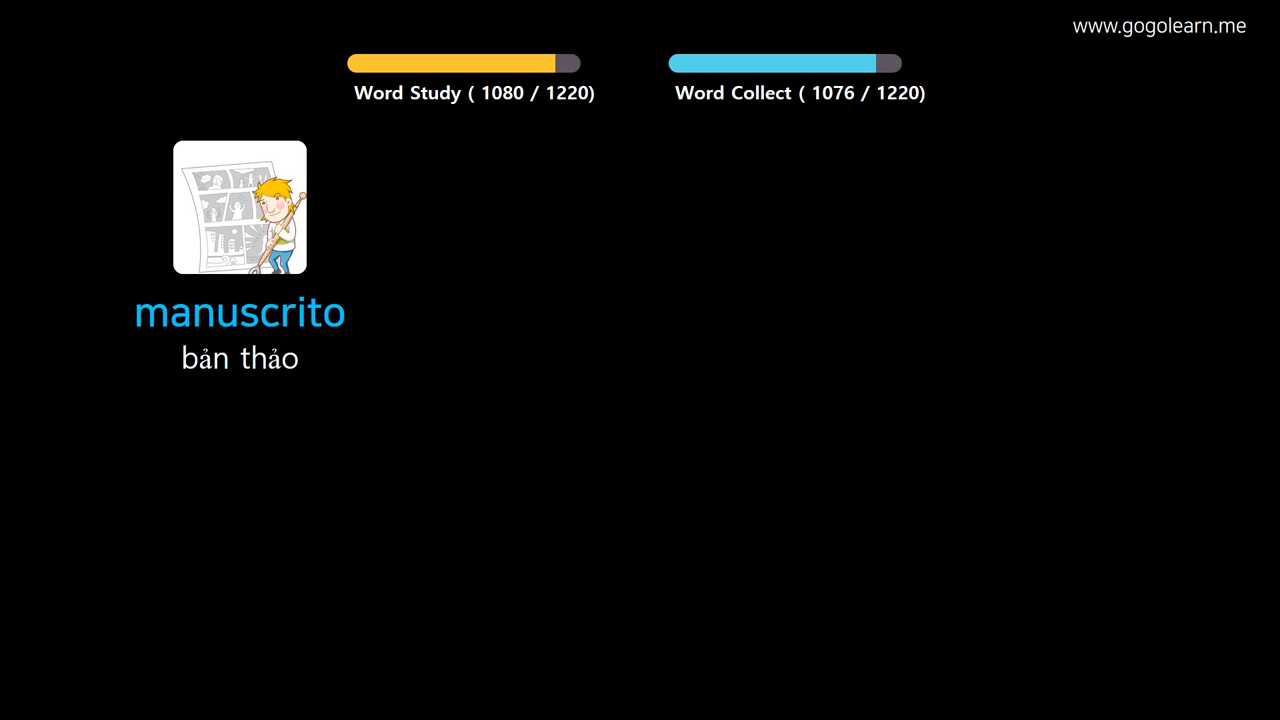 www.gogolearn.me
Word Study ( 1080 / 1220)
Word Collect ( 1076 / 1220)
manuscrito
bản thảo